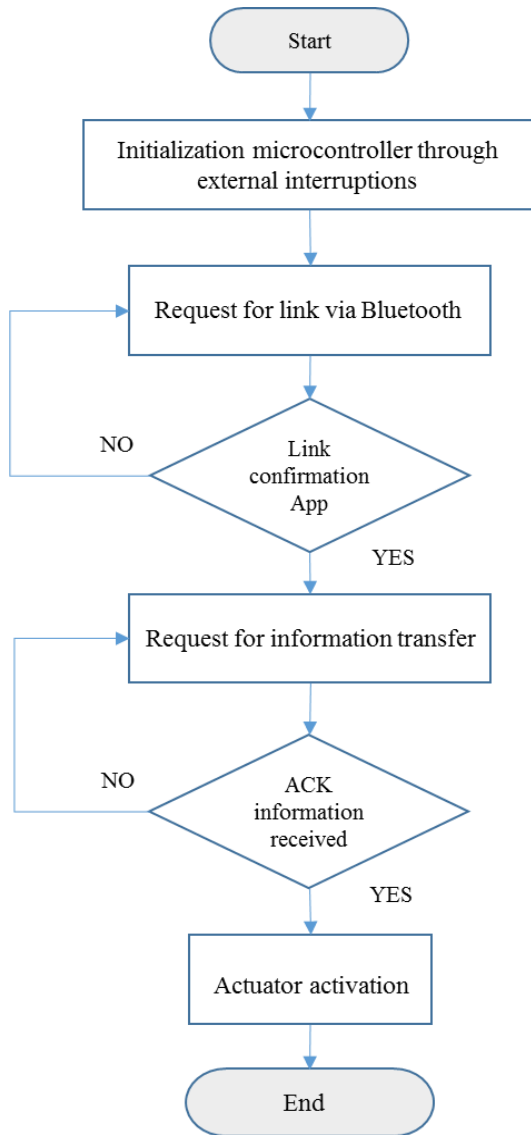 Start
Initialization microcontroller through
external interruptions
Request for link via Bluetooth
NO
Link
confirmation
App
YES
Request for information transfer
NO
ACK
information
received
YES
Actuator activation
End